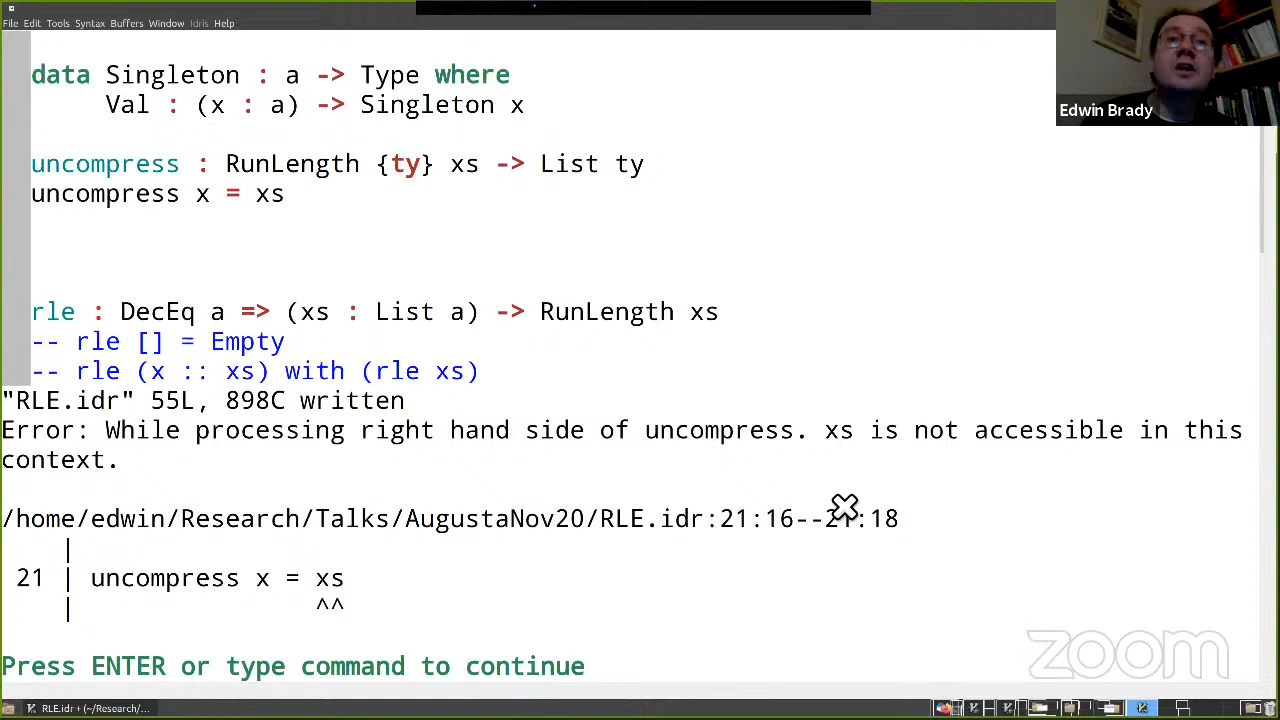 File Edit Tools Syntax Buffers Window Idris Help
data Singleton : a -> Type where
Val : (x : a) -> Singleton x
Edwin Brady
uncompress : RunLength {ty} xs -> List ty
uncompress x = xs
rle : DecEq a => (xs : List a) -> RunLength xs
-- rle [] = Empty
-- rle (x :: xs) with (rle xs)
"RLE.idr" 55L, 898C written
Error: While processing right hand side of uncompress. xs is not accessible in this
context.
/home/edwin/Research/Talks/AugustaNov20/RLE.idr:21:16--21:18
|
21 | uncompress x = xs
| ^^
zoom
Press ENTER or type command to continue
RLE.idr + (~/Research/...